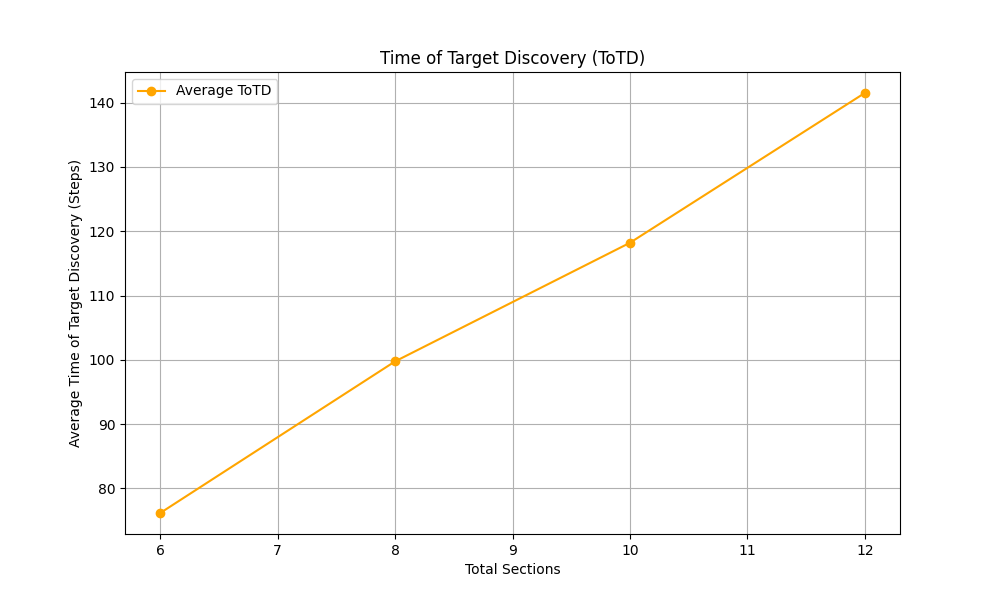 Time of Target Discovery (ToTD)
Average ToTD
Average Time of Target Discovery (Steps)
140
130
120
110
100
90
80
6 7 8 9 10 11 12
Total Sections